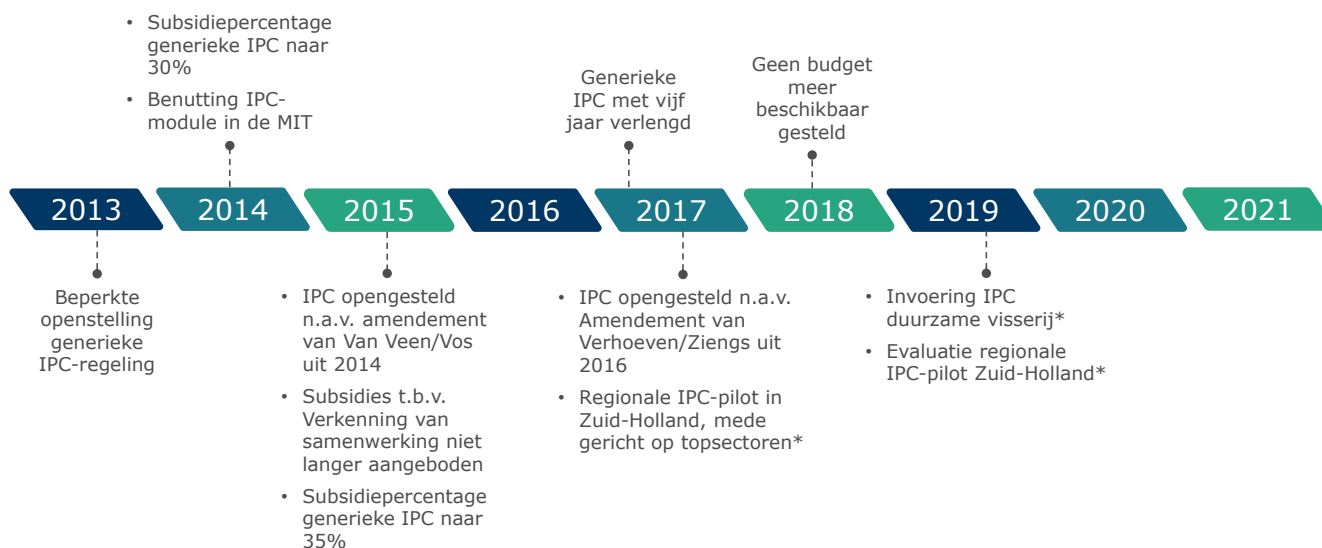 • Subsidiepercentage
generieke IPC naar
30%
• Benutting IPC-
module in de MIT
Generieke
IPC met vijf
jaar verlengd
Geen budget
meer
beschikbaar
gesteld
2013
2014
2015
2016
2017
2018
2019
2020
2021
Beperkte
openstelling
generieke
IPC-regeling
• IPC opengesteld
n.a.v. amendement
van Van Veen/Vos
uit 2014
• Subsidies t.b.v.
Verkenning van
samenwerking niet
langer aangeboden
• Subsidiepercentage
generieke IPC naar
35%
• IPC opengesteld n.a.v.
Amendement van
Verhoeven/Ziengs uit
2016
• Regionale IPC-pilot in
Zuid-Holland, mede
gericht op topsectoren*
• Invoering IPC
duurzame visserij*
• Evaluatie regionale
IPC-pilot Zuid-Holland*